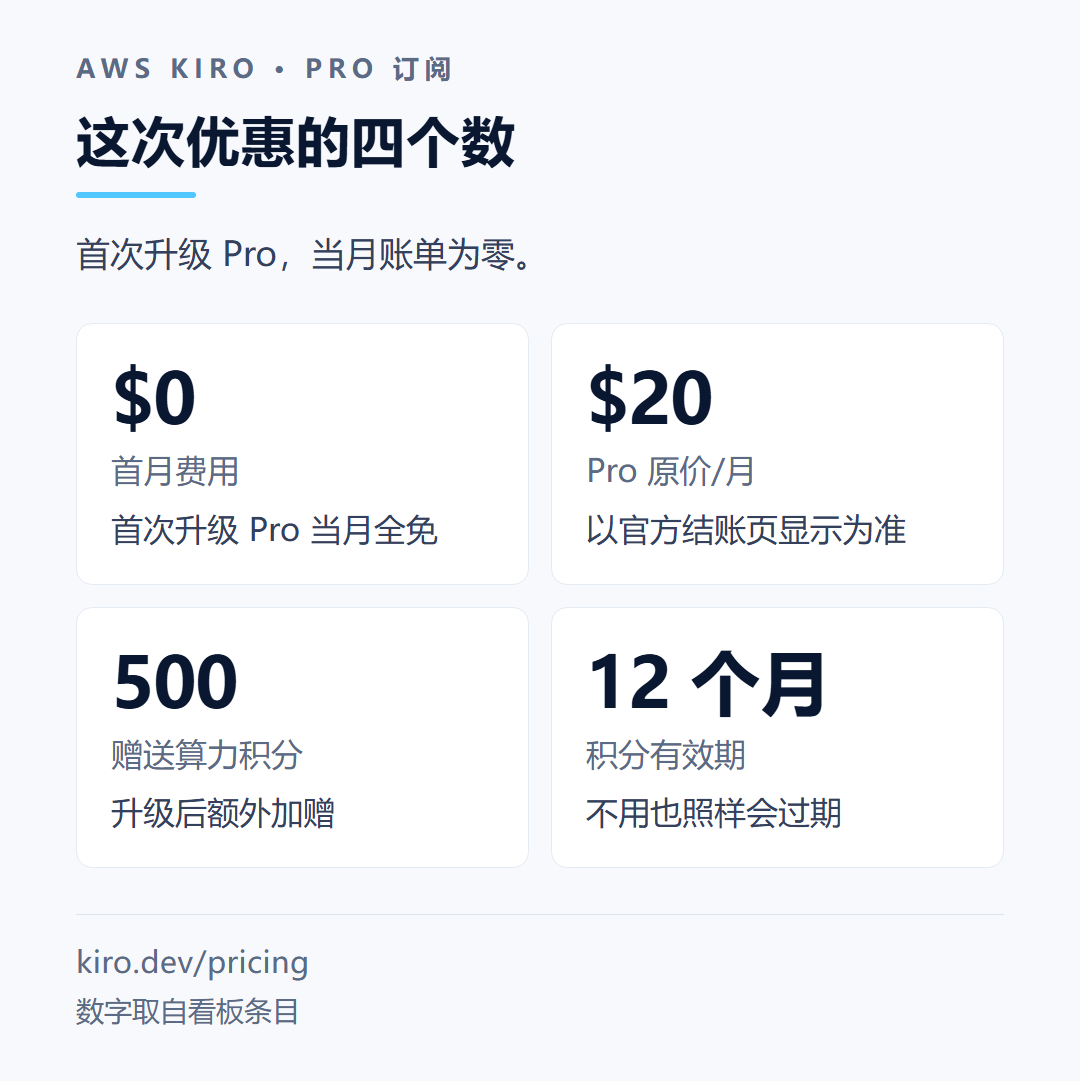 AWS KIRO • PRO 订阅
这次优惠的四个数
首次升级 Pro，当月账单为零。
$0
首月费用
首次升级 Pro 当月全免
$20
Pro 原价/月
以官方结账页显示为准
500
赠送算力积分
升级后额外加赠
12 个月
积分有效期
不用也照样会过期
kiro.dev/pricing
数字取自看板条目